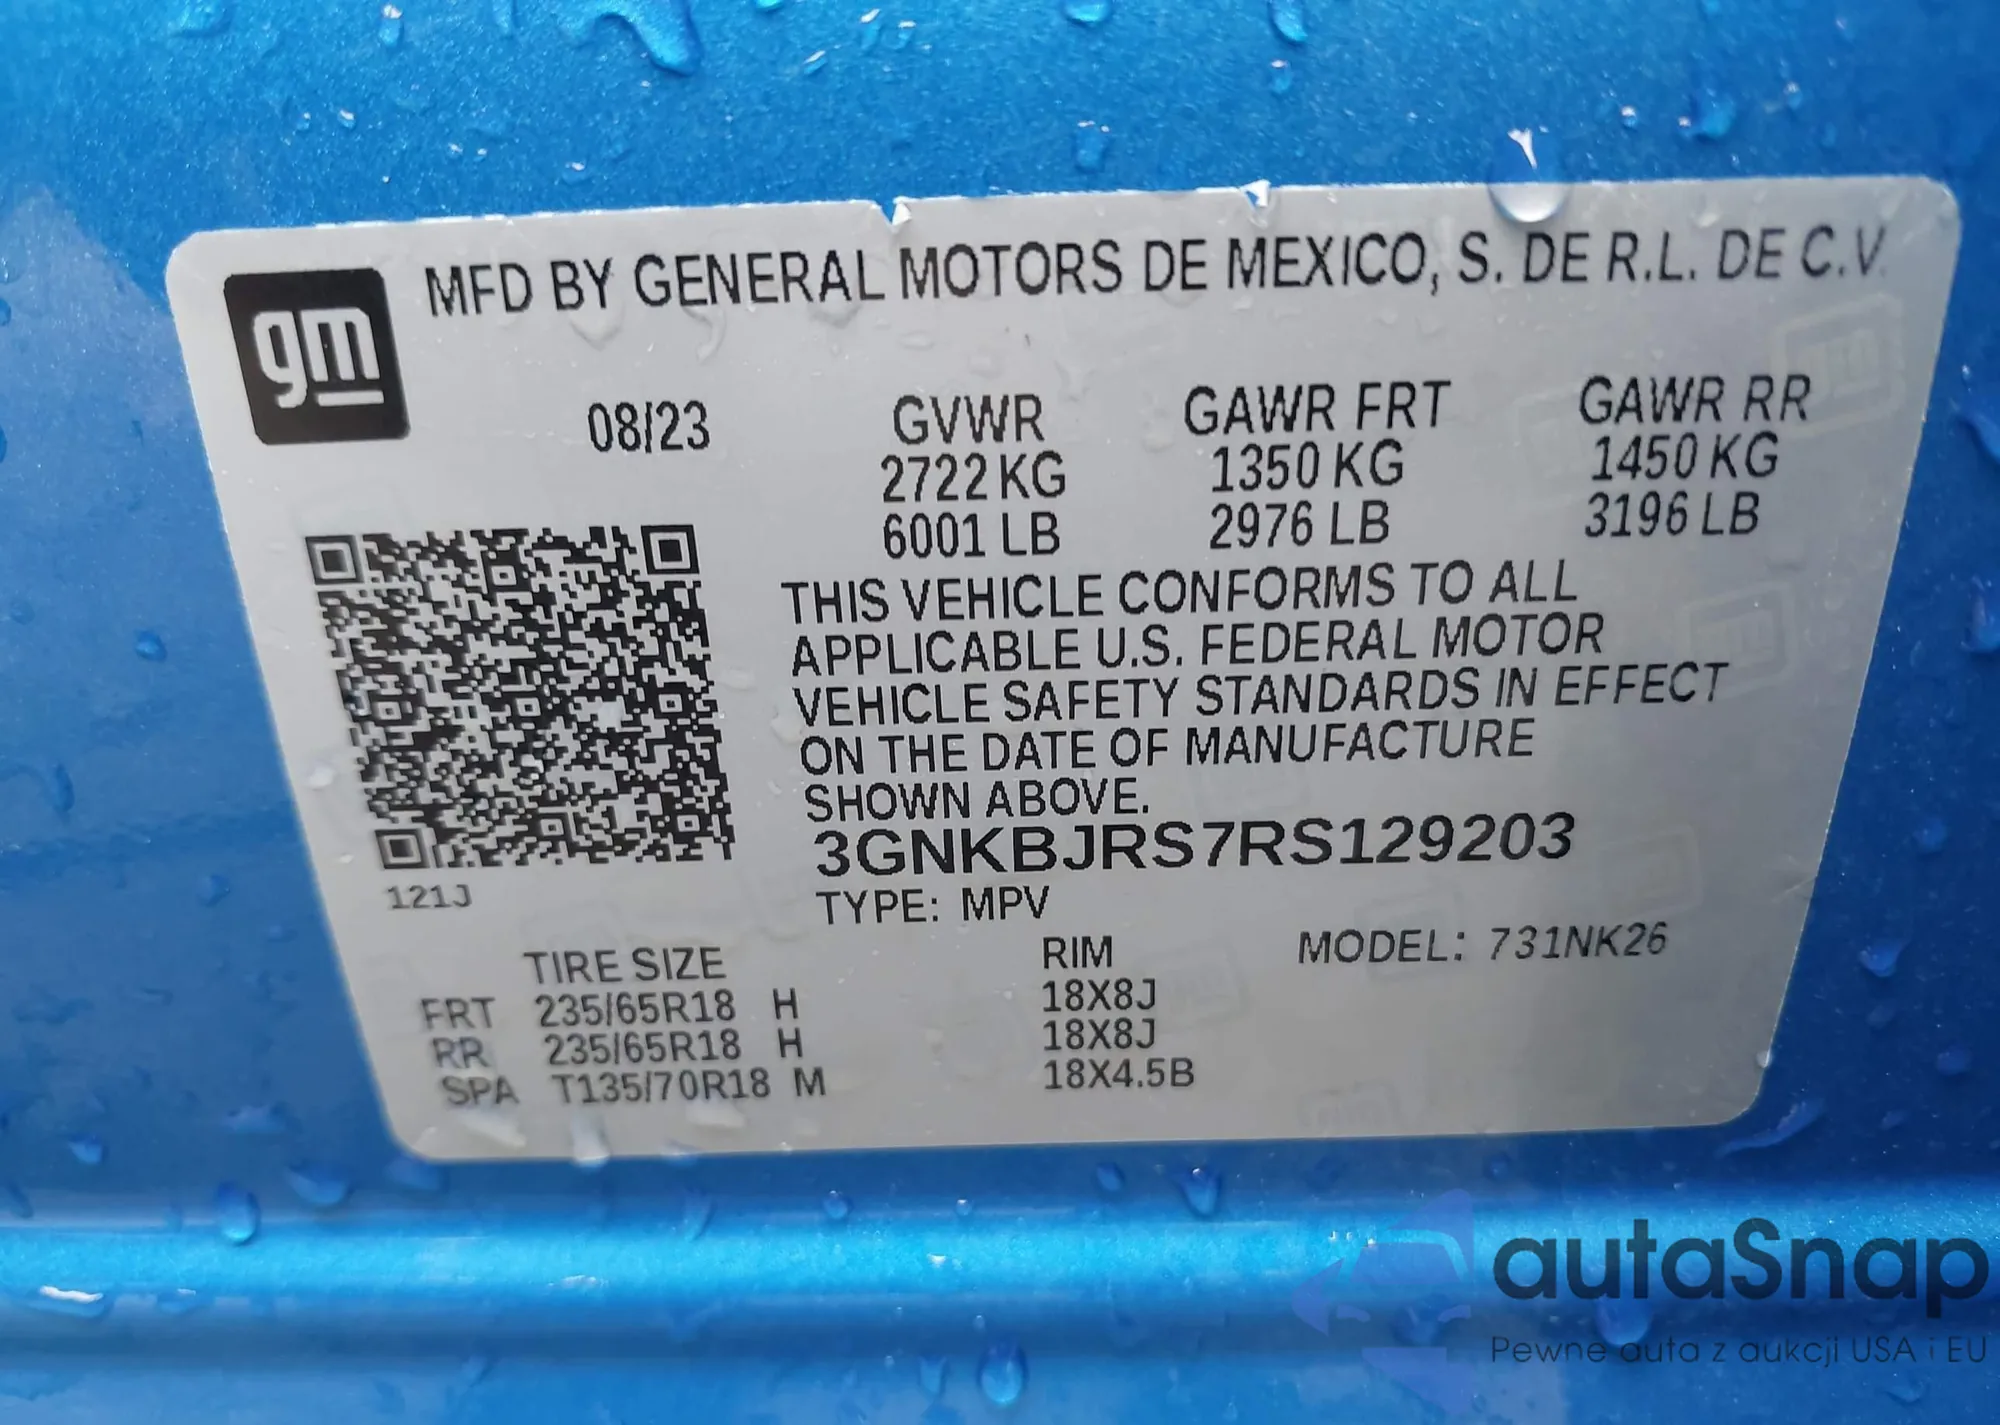 gm
MFD BY GENERAL MOTORS DE MEXICO, S. DE R.L. DE C.V.
08/23 GVWR GAWR FRT GAWR RR
2722 KG 1350 KG 1450 KG
6001 LB 2976 LB 3196 LB
THIS VEHICLE CONFORMS TO ALL
APPLICABLE U.S. FEDERAL MOTOR
VEHICLE SAFETY STANDARDS IN EFFECT
ON THE DATE OF MANUFACTURE
SHOWN ABOVE.
3GNKBJRS7RS129203
121J
TYPE: MPV
TIRE SIZE RIM MODEL: 731NK26
FRT 235/65R18 H 18X8J
RR 235/65R18 H 18X8J
SPA T135/70R18 M 18X4.5B
autaSnap
Pewne auta z aukcji USA i EU